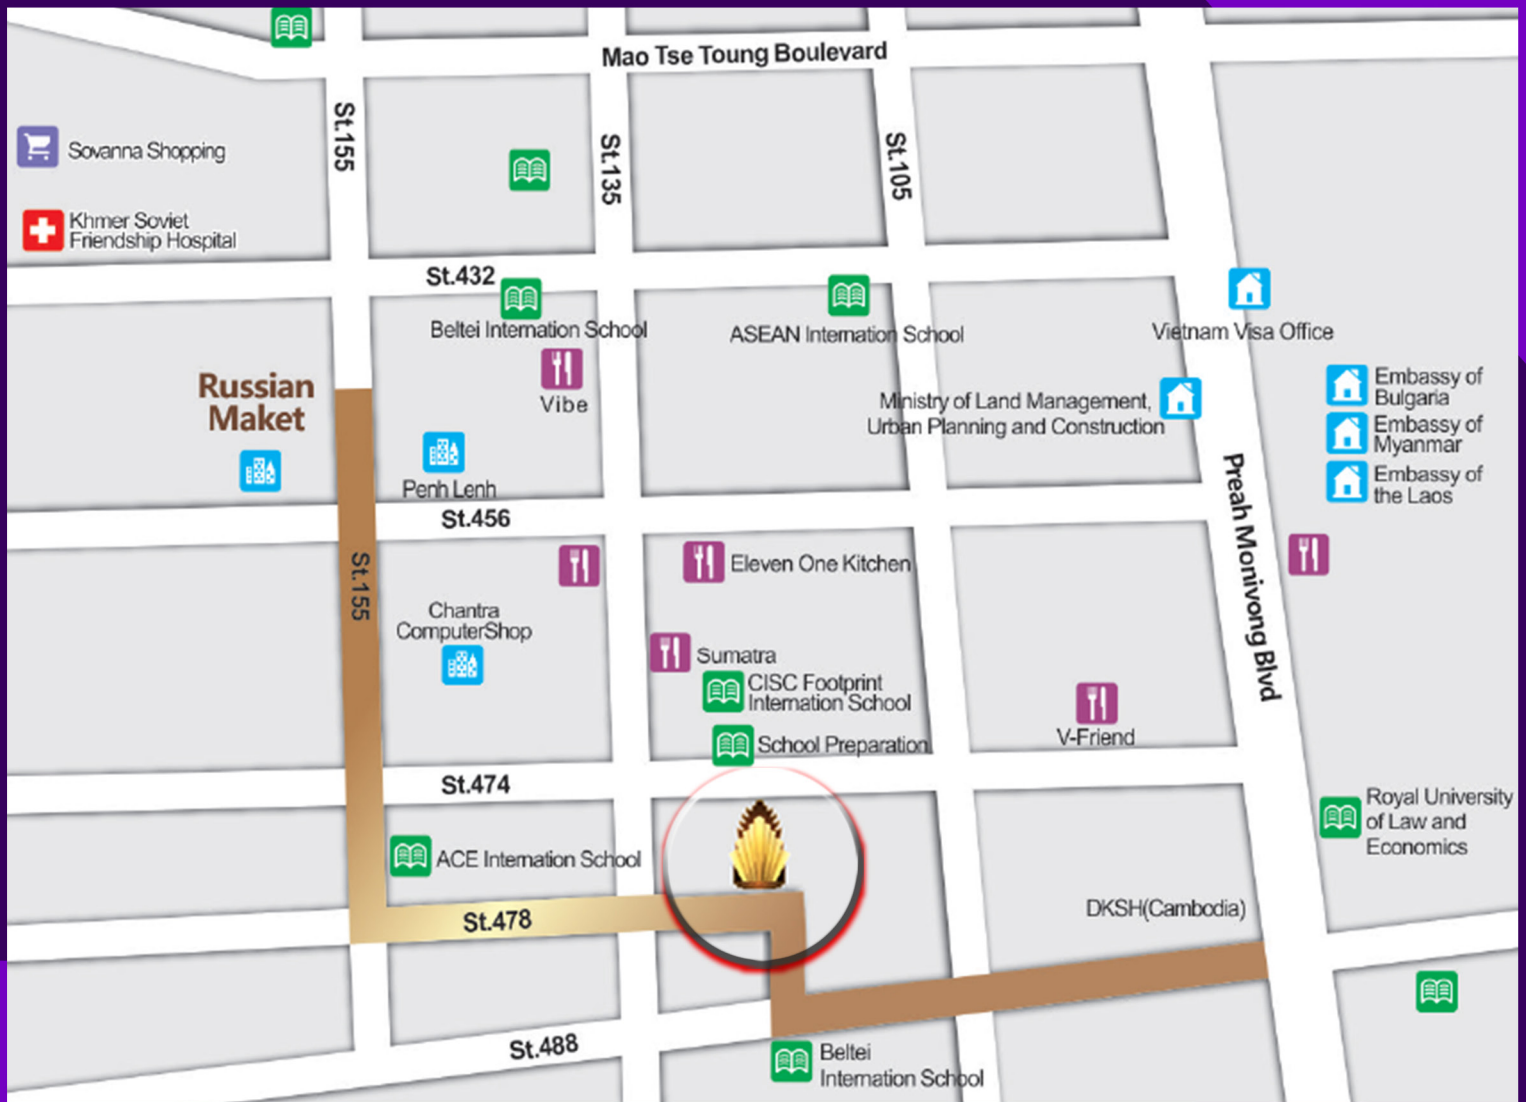 Mao Tse Toung Boulevard
St.155
St.135
St.105
Sovanna Shopping
Khmer Soviet
Friendship Hospital
St.432
Beltei Internation School
ASEAN Internation School
Vietnam Visa Office
Russian
Maket
Vibe
Ministry of Land Management,
Urban Planning and Construction
Embassy of
Bulgaria
Embassy of
Myanmar
Embassy of
the Laos
Penh Lenh
St.456
Preah Monivong Blvd
St.155
Eleven One Kitchen
Chantra
ComputerShop
Sumatra
CISC Footprint
Internation School
School Preparation
V-Friend
St.474
Royal University
of Law and
Economics
ACE Internation School
St.478
DKSH(Cambodia)
St.488
Beltei
Internation School